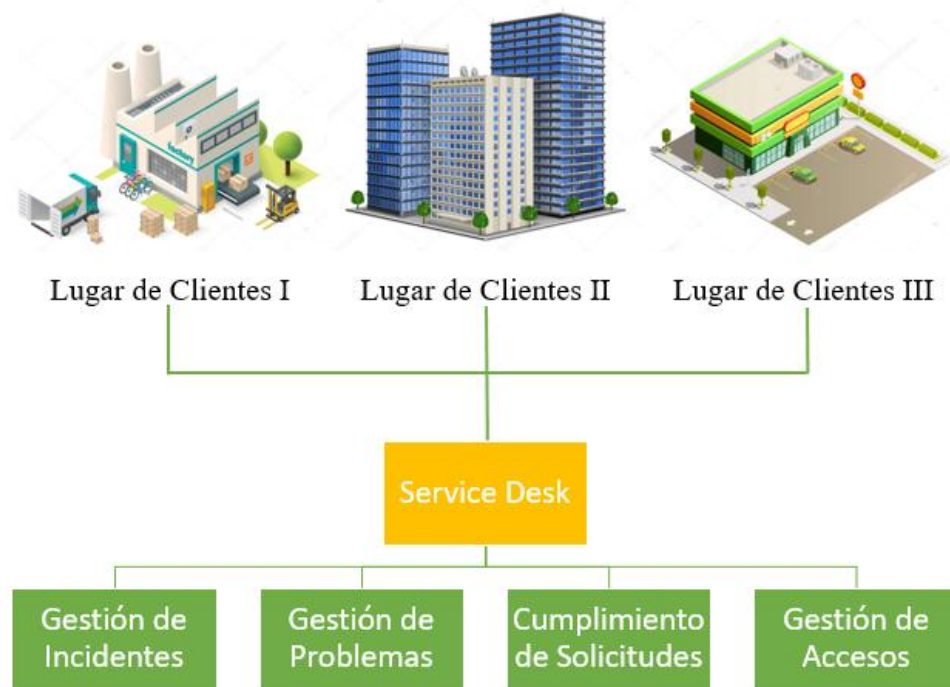 factory
Lugar de Clientes I
Lugar de Clientes II
Lugar de Clientes III
Service Desk
Gestión de
Incidentes
Gestión de
Problemas
Cumplimiento
de Solicitudes
Gestión de
Accesos